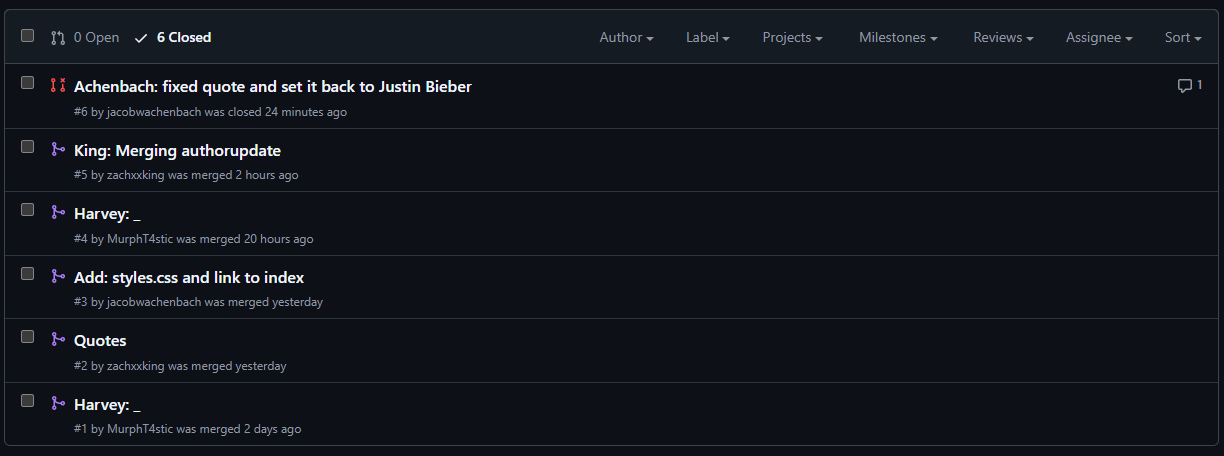 0 Open 6 Closed Author Label Projects Milestones Reviews Assignee Sort
Achenbach: fixed quote and set it back to Justin Bieber 1
#6 by jacobwachenbach was closed 24 minutes ago
King: Merging authorupdate
#5 by zachxxking was merged 2 hours ago
Harvey: _
#4 by MurphT4stic was merged 20 hours ago
Add: styles.css and link to index
#3 by jacobwachenbach was merged yesterday
Quotes
#2 by zachxxking was merged yesterday
Harvey: _
#1 by MurphT4stic was merged 2 days ago